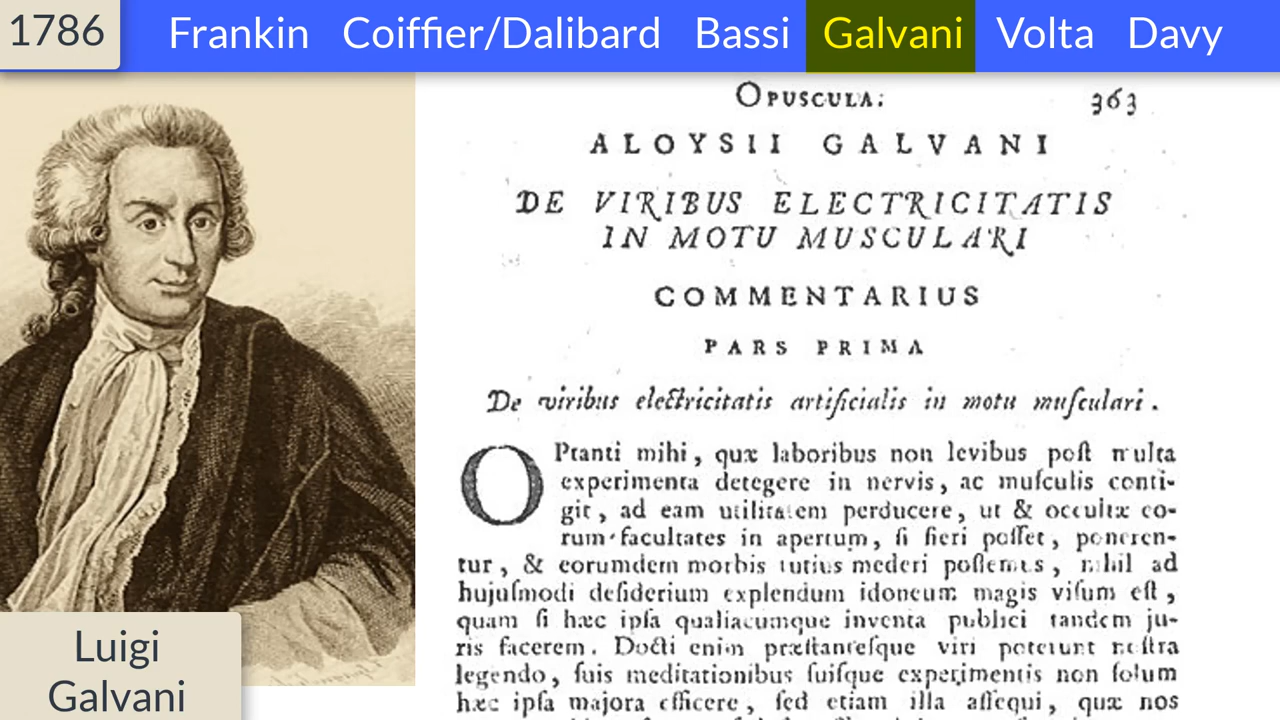 1786
Frankin Coiffier/Dalibard Bassi Galvani Volta Davy
Opuscula. 363
ALOYSII GALVANI
DE VIRIBUS ELECTRICITATIS
IN MOTU MUSCULARI
COMMENTARIUS
PARS PRIMA
De viribus electricitatis artificialis in motu muſculari.
OPtanti mihi, quæ laboribus non levibus poſt multa
experimenta detegere in nervis, ac muſculis conti-
git, ad eam utilitatem perducere, ut & occultæ co-
rum facultates in apertum, ſi fieri poſſet, poneren-
tur, & eorumdem morbis tutius mederi poſſemus, nihil ad
hujuſmodi deſiderium explendum idoneum magis viſum eſt,
quam ſi hæc ipſa qualiacumque inventa publici tandem ju-
ris facerem. Docti enim præſtanteſque viri poterunt noſtra
legendo, ſuis meditationibus ſuiſque experimentis non ſolum
hæc ipſa majora efficere, ſed etiam illa aſſequi, quæ nos
Luigi
Galvani